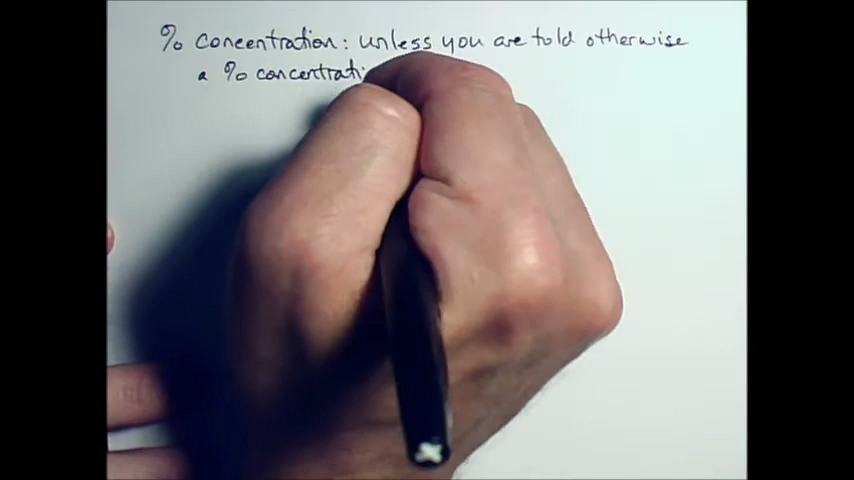 % concentration: unless you are told otherwise
a % concentrati